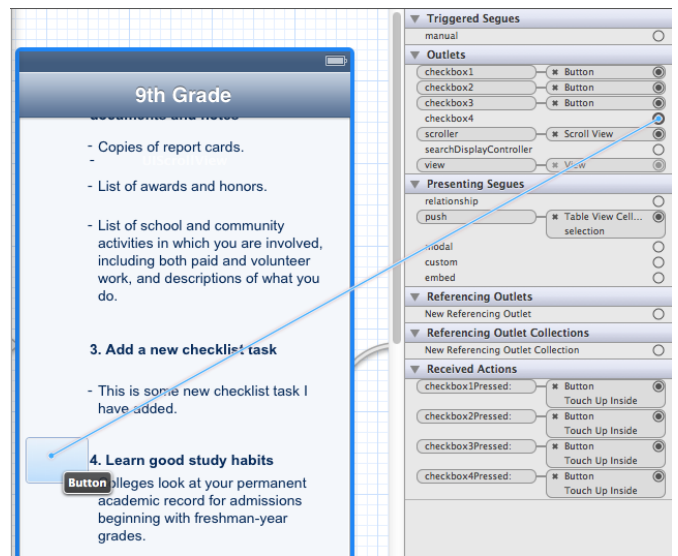 9th Grade
documents and notes
- Copies of report cards.
-
- List of awards and honors.
- List of school and community
activities in which you are involved,
including both paid and volunteer
work, and descriptions of what you
do.
3. Add a new checklist task
- This is some new checklist task I
have added.
4. Learn good study habits
Button
olleges look at your permanent
academic record for admissions
beginning with freshman-year
grades.
Triggered Segues
manual
Outlets
checkbox1 Button
checkbox2 Button
checkbox3 Button
checkbox4
scroller Scroll View
searchDisplayController
view View
Presenting Segues
relationship
push Table View Cell...
selection
modal
custom
embed
Referencing Outlets
New Referencing Outlet
Referencing Outlet Collections
New Referencing Outlet Collection
Received Actions
checkbox1Pressed: Button
Touch Up Inside
checkbox2Pressed: Button
Touch Up Inside
checkbox3Pressed: Button
Touch Up Inside
checkbox4Pressed: Button
Touch Up Inside